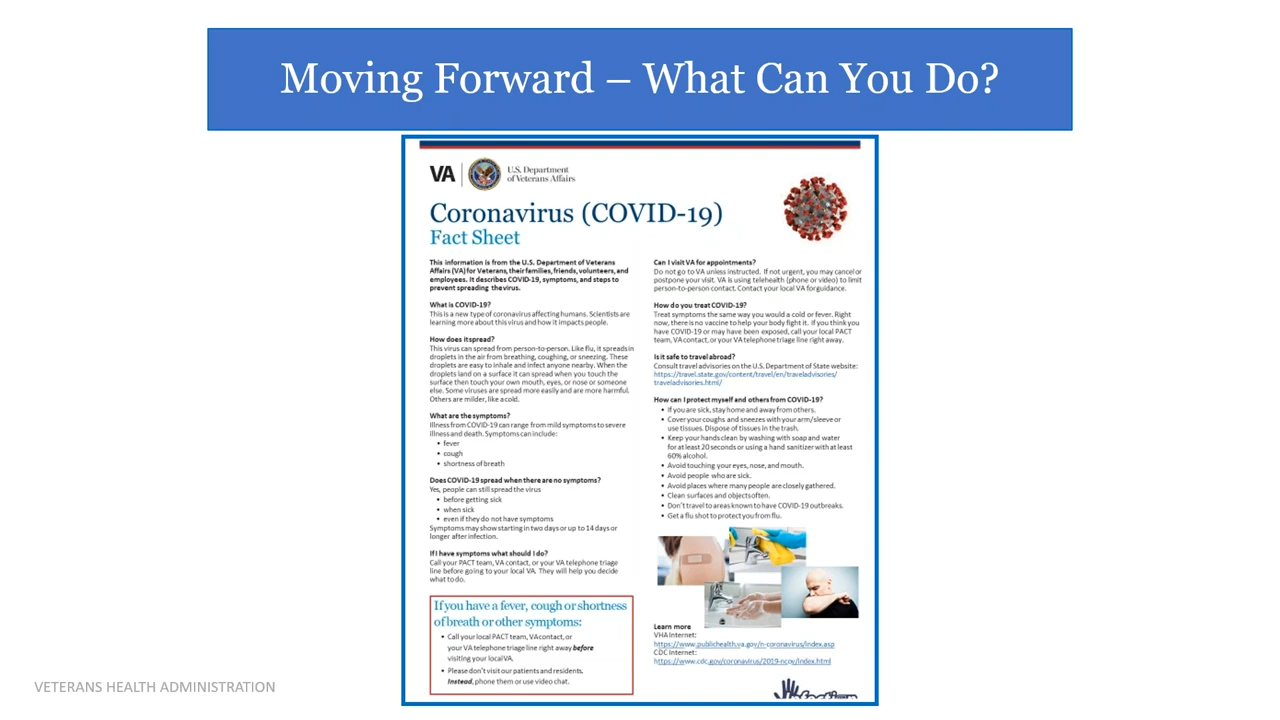 Moving Forward – What Can You Do?
VA
U.S. Department
of Veterans Affairs
Coronavirus (COVID-19)
Fact Sheet
This information is from the U.S. Department of Veterans
Affairs (VA) for Veterans, their families, friends, volunteers, and
employees. It describes COVID-19, symptoms, and steps to
prevent spreading the virus.
What is COVID-19?
This is a new type of coronavirus affecting humans. Scientists are
learning more about this virus and how it impacts people.
How does it spread?
This virus can spread from person-to-person. Like flu, it spreads in
droplets in the air from breathing, coughing, or sneezing. These
droplets are easy to inhale and infect anyone nearby. When the
droplets land on a surface it can spread when you touch the
surface then touch your own mouth, eyes, or nose or someone
else. Some viruses are spread more easily and are more harmful.
Others are milder, like a cold.
What are the symptoms?
Illness from COVID-19 can range from mild symptoms to severe
illness and death. Symptoms can include:
• fever
• cough
• shortness of breath
Does COVID-19 spread when there are no symptoms?
Yes, people can still spread the virus
• before getting sick
• when sick
• even if they do not have symptoms
Symptoms may show starting in two days or up to 14 days or
longer after infection.
If I have symptoms what should I do?
Call your PACT team, VA contact, or your VA telephone triage
line before going to your local VA. They will help you decide
what to do.
If you have a fever, cough or shortness
of breath or other symptoms:
• Call your local PACT team, VA contact, or
your VA telephone triage line right away before
visiting your local VA.
• Please don't visit our patients and residents.
Instead, phone them or use video chat.
Can I visit VA for appointments?
Do not go to VA unless instructed. If not urgent, you may cancel or
postpone your visit. VA is using telehealth (phone or video) to limit
person-to-person contact. Contact your local VA for guidance.
How do you treat COVID-19?
Treat symptoms the same way you would a cold or fever. Right
now, there is no vaccine to help your body fight it. If you think you
have COVID-19 or may have been exposed, call your local PACT
team, VA contact, or your VA telephone triage line right away.
Is it safe to travel abroad?
Consult travel advisories on the U.S. Department of State website:
https://travel.state.gov/content/travel/en/traveladvisories/
traveladvisories.html/
How can I protect myself and others from COVID-19?
• If you are sick, stay home and away from others.
• Cover your coughs and sneezes with your arm/sleeve or
use tissues. Dispose of tissues in the trash.
• Keep your hands clean by washing with soap and water
for at least 20 seconds or using a hand sanitizer with at least
60% alcohol.
• Avoid touching your eyes, nose, and mouth.
• Avoid people who are sick.
• Avoid places where many people are closely gathered.
• Clean surfaces and objects often.
• Don't travel to areas known to have COVID-19 outbreaks.
• Get a flu shot to protect you from flu.
Learn more
VHA Internet:
https://www.publichealth.va.gov/n-coronavirus/index.asp
CDC Internet:
https://www.cdc.gov/coronavirus/2019-ncov/index.html
VETERANS HEALTH ADMINISTRATION